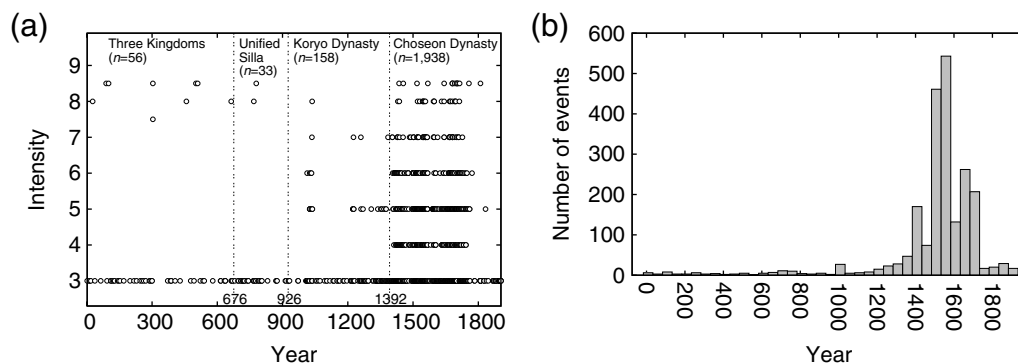 (a)
Three Kingdoms
(n=56)
Unified
Silla
(n=33)
Koryo Dynasty
(n=158)
Choseon Dynasty
(n=1,938)
9
8
7
6
5
4
3
Intensity
676
926
1392
0
300
600
900
1200
1500
1800
Year
(b)
600
500
400
300
200
100
0
Number of events
0
200
400
600
800
1000
1200
1400
1600
1800
Year